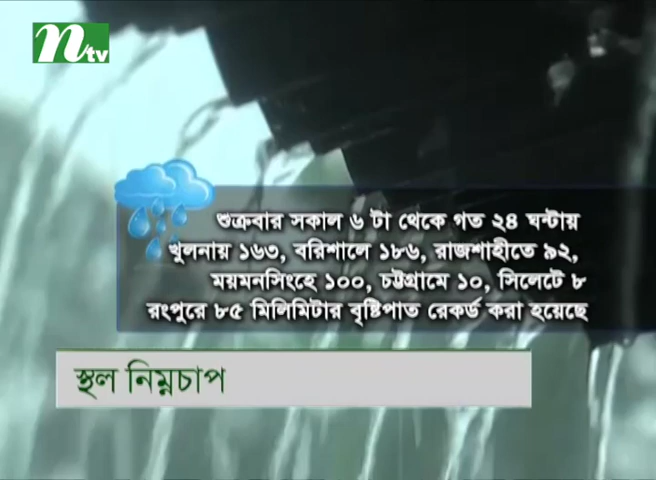 ntv
শুক্রবার সকাল ৬ টা থেকে গত ২৪ ঘন্টায়
খুলনায় ১৬৩, বরিশালে ১৮৬, রাজশাহীতে ৯২,
ময়মনসিংহে ১০০, চট্টগ্রামে ১০, সিলেটে ৮
রংপুরে ৮৫ মিলিমিটার বৃষ্টিপাত রেকর্ড করা হয়েছে
স্থল নিম্নচাপ